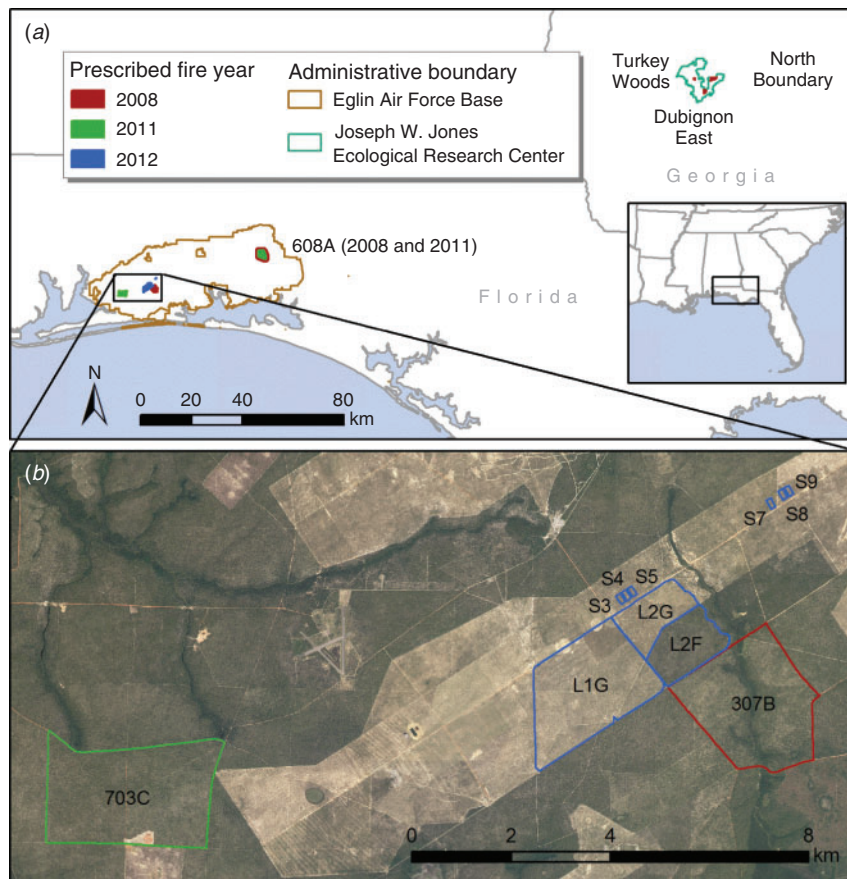 (a)
Prescribed fire year
2008
2011
2012
Administrative boundary
Eglin Air Force Base
Joseph W. Jones
Ecological Research Center
Turkey
Woods
North
Boundary
Dubignon
East
Georgia
608A (2008 and 2011)
Florida
N
0 20 40 80
km
(b)
S9
S7
S8
S4
S5
S3
L2G
L2F
L1G
307B
703C
0 2 4 8
km